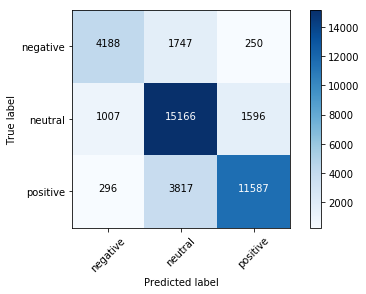 negative 4188 1747 250
neutral 1007 15166 1596
positive 296 3817 11587
negative neutral positive
True label
Predicted label
14000
12000
10000
8000
6000
4000
2000